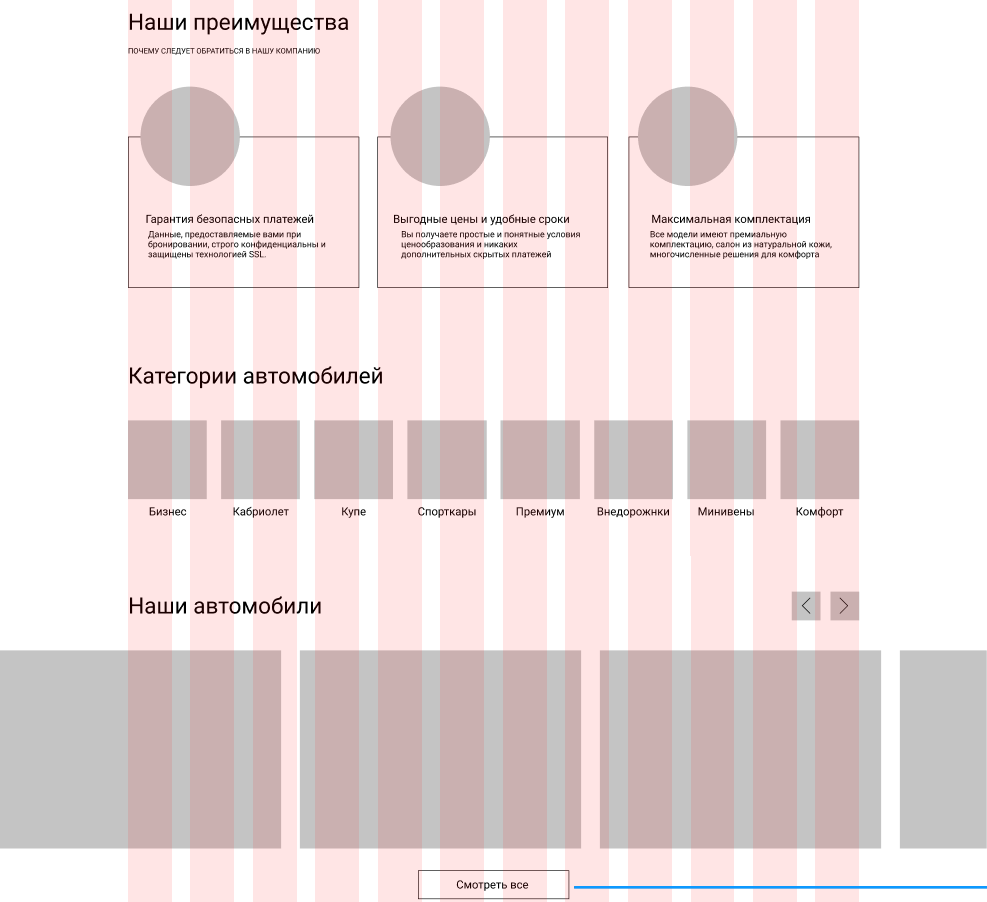 Наши преимущества
ПОЧЕМУ СЛЕДУЕТ ОБРАТИТЬСЯ В НАШУ КОМПАНИЮ
Гарантия безопасных платежей
Данные, предоставляемые вами при
бронировании, строго конфиденциальны и
защищены технологией SSL.
Выгодные цены и удобные сроки
Вы получаете простые и понятные условия
ценообразования и никаких
дополнительных скрытых платежей
Максимальная комплектация
Все модели имеют премиальную
комплектацию, салон из натуральной кожи,
многочисленные решения для комфорта
Категории автомобилей
Бизнес
Кабриолет
Купе
Спорткары
Премиум
Внедорожнки
Минивены
Комфорт
Наши автомобили
Смотреть все